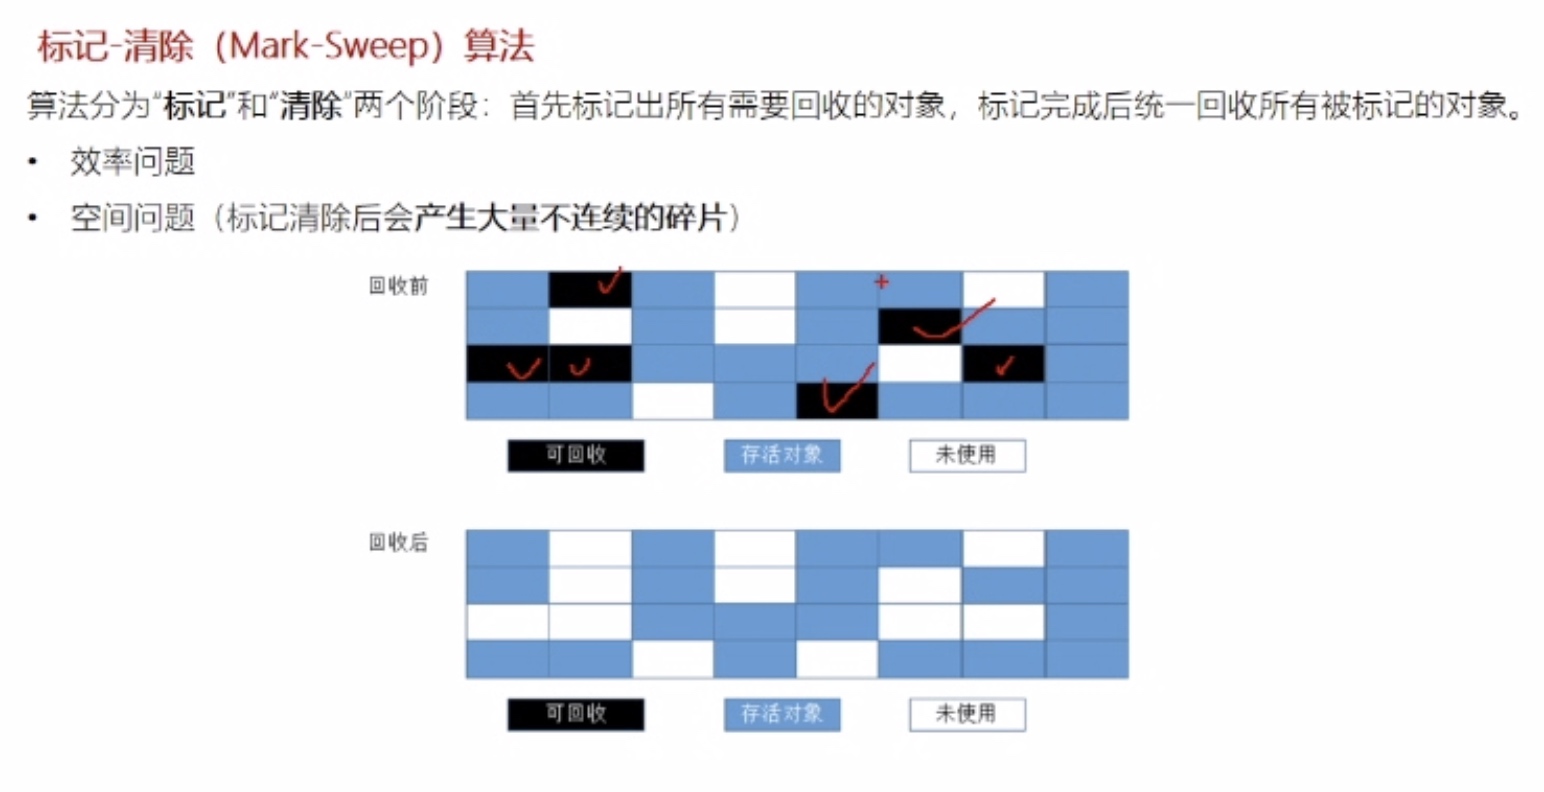 标记-清除（Mark-Sweep）算法
算法分为“标记”和“清除”两个阶段：首先标记出所有需要回收的对象，标记完成后统一回收所有被标记的对象。
• 效率问题
• 空间问题（标记清除后会产生大量不连续的碎片）
回收前
可回收 存活对象 未使用
回收后
可回收 存活对象 未使用